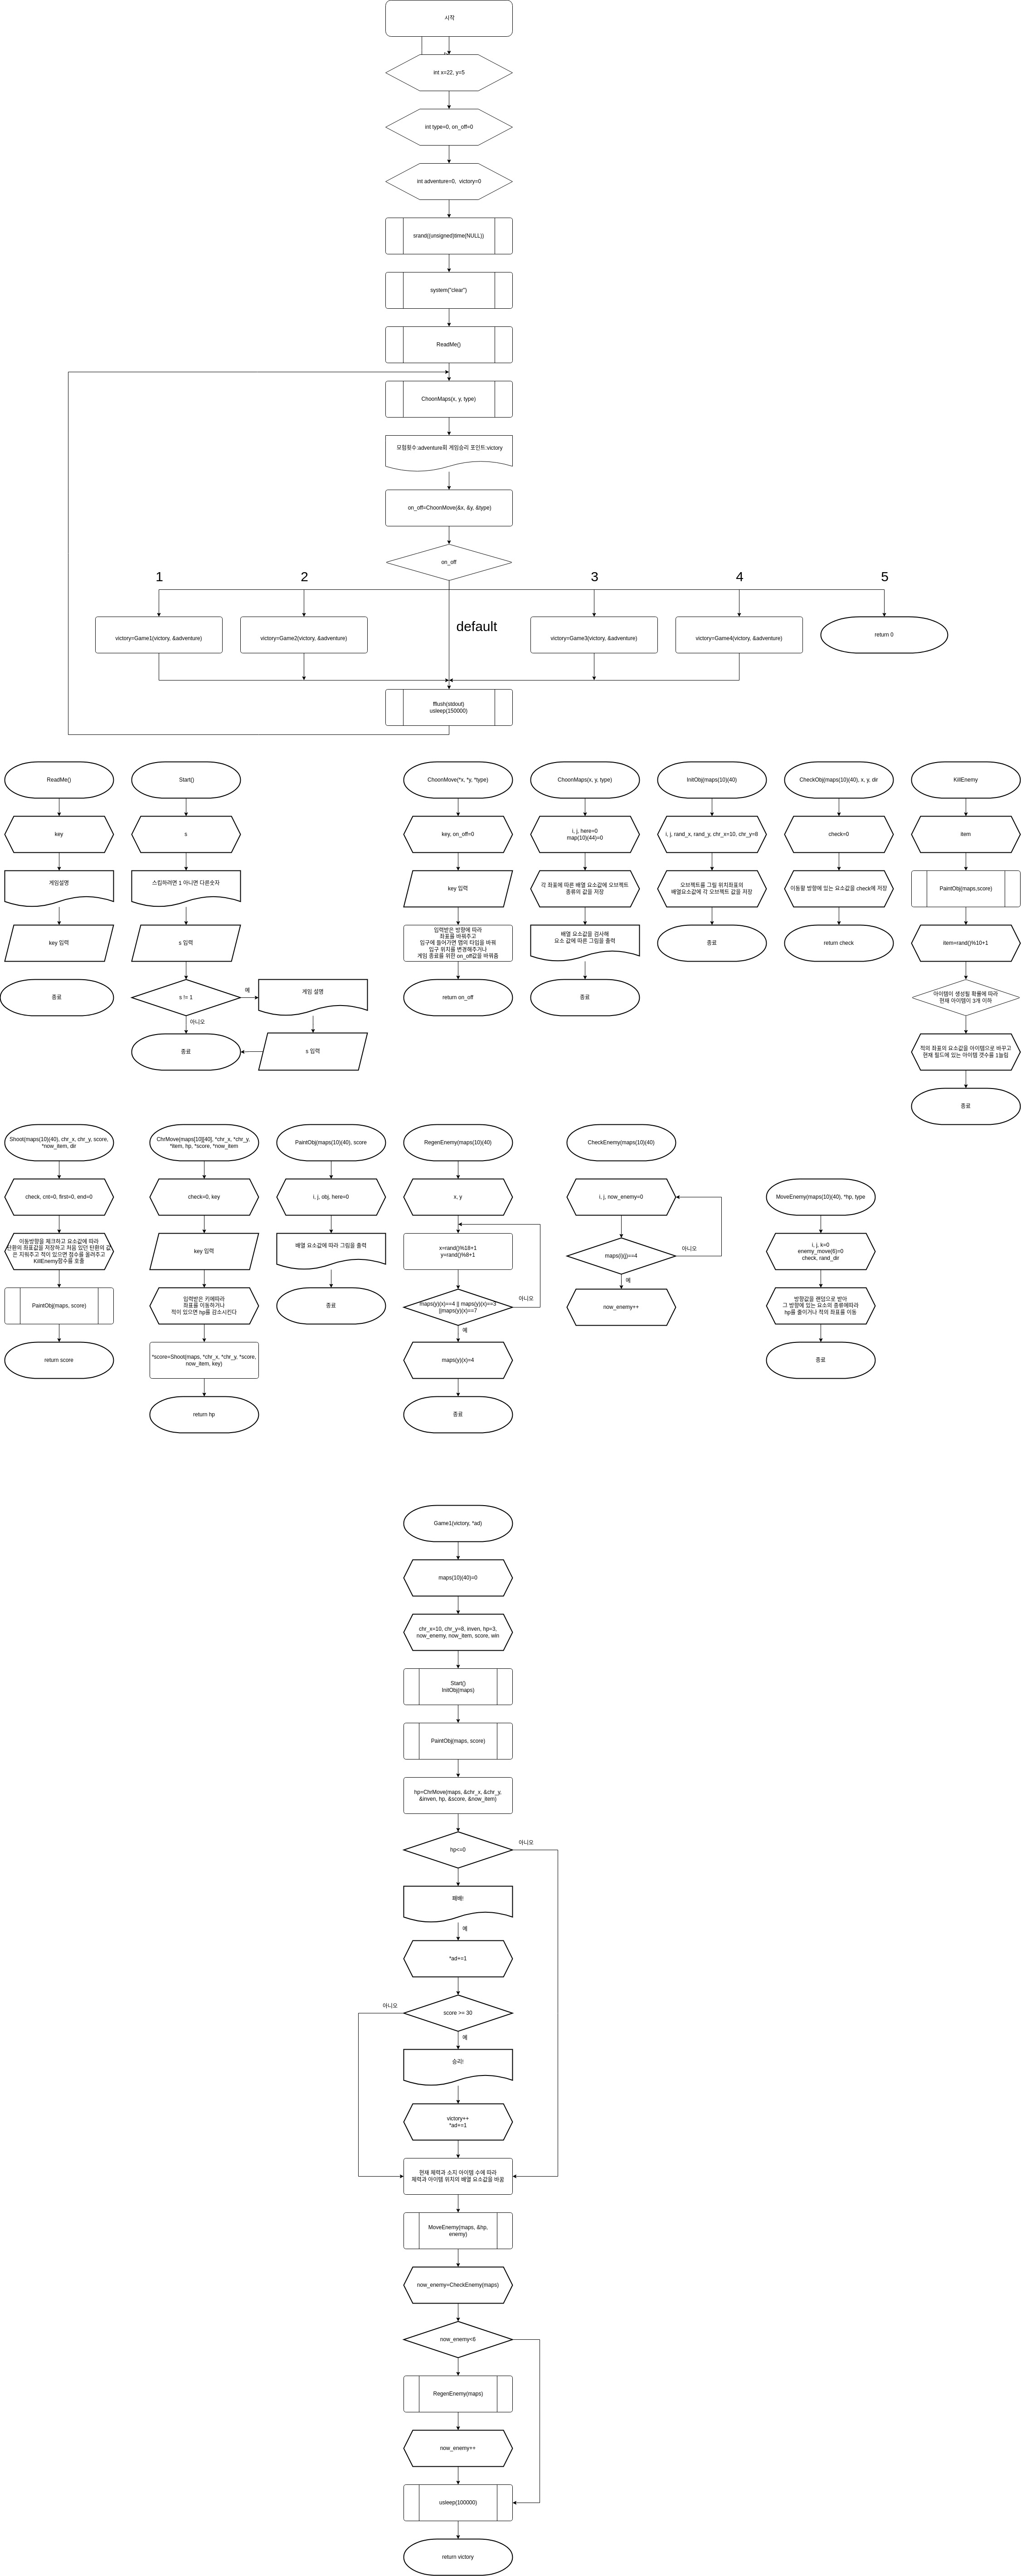 시작
int x=22, y=5
int type=0, on_off=0
int adventure=0,  victory=0
srand((unsigned)time(NULL))
system("clear")
ReadMe()
ChoonMaps(x, y, type)
모험횟수:adventure회 게임승리 포인트:victory
on_off=ChoonMove(&x, &y, &type)
on_off
1
2
3
4
5
victory=Game1(victory, &adventure)
victory=Game2(victory, &adventure)
default
victory=Game3(victory, &adventure)
victory=Game4(victory, &adventure)
return 0
fflush(stdout)
usleep(150000)
ReadMe()
key
게임설명
key 입력
종료
Start()
s
스킵하려면 1 아니면 다른숫자
s 입력
s != 1
예
아니오
게임 설명
s 입력
종료
ChoonMove(*x, *y, *type)
key, on_off=0
key 입력
입력받은 방향에 따라
좌표를 바꿔주고
입구에 들어가면 맵의 타입을 바꿔
입구 위치를 변경해주거나
게임 종료를 위한 on_off값을 바꿔줌
return on_off
ChoonMaps(x, y, type)
i, j, here=0
map(10)(44)=0
각 좌표에 따른 배열 요소값에 오브젝트
종류의 값을 저장
배열 요소값을 검사해
요소 값에 따른 그림을 출력
종료
InitObj(maps(10)(40)
i, j, rand_x, rand_y, chr_x=10, chr_y=8
오브젝트를 그릴 위치좌표의
배열요소값에 각 오브젝트 값을 저장
종료
CheckObj(maps(10)(40), x, y, dir
check=0
이동할 방향에 있는 요소값을 check에 저장
return check
KillEnemy
item
PaintObj(maps,score)
item=rand()%10+1
아이템이 생성될 확률에 따라
현재 아이템이 3개 이하
적의 좌표의 요소값을 아이템으로 바꾸고
현재 필드에 있는 아이템 갯수를 1늘림
종료
Shoot(maps(10)(40), chr_x, chr_y, score,
*now_item, dir
check, cnt=0, first=0, end=0
이동방향을 체크하고 요소값에 따라
탄환의 좌표값을 저장하고 처음 있던 탄환의 값
은 지워주고 적이 있으면 점수를 올려주고
KillEnemy함수를 호출
PaintObj(maps, score)
return score
ChrMove(maps[10][40], *chr_x, *chr_y,
*item, hp, *score, *now_item
check=0, key
key 입력
입력받은 키에따라
좌표를 이동하거나
적이 있으면 hp를 감소시킨다
*score=Shoot(maps, *chr_x, *chr_y, *score,
now_item, key)
return hp
PaintObj(maps(10)(40), score
i, j, obj, here=0
배열 요소값에 따라 그림을 출력
종료
RegenEnemy(maps(10)(40)
x, y
x=rand()%18+1
y=rand()%8+1
maps(y)(x)==4 || maps(y)(x)==3
||maps(y)(x)==7
아니오
예
maps(y)(x)=4
종료
CheckEnemy(maps(10)(40)
i, j, now_enemy=0
maps(i)(j)==4
아니오
예
now_enemy++
MoveEnemy(maps(10)(40), *hp, type
i, j, k=0
enemy_move(6)=0
check, rand_dir
방향값을 랜덤으로 받아
그 방향에 있는 요소의 종류에따라
hp를 줄이거나 적의 좌표를 이동
종료
Game1(victory, *ad)
maps(10)(40)=0
chr_x=10, chr_y=8, inven, hp=3,
now_enemy, now_item, score, win
Start()
InitObj(maps)
PaintObj(maps, score)
hp=ChrMove(maps, &chr_x, &chr_y,
&inven, hp, &score, &now_item)
hp<=0
아니오
패배!
예
*ad+=1
score >= 30
아니오
예
승리!
victory++
*ad+=1
현재 체력과 소지 아이템 수에 따라
체력과 아이템 위치의 배열 요소값을 바꿈
MoveEnemy(maps, &hp,
enemy)
now_enemy=CheckEnemy(maps)
now_enemy<6
RegenEnemy(maps)
now_enemy++
usleep(100000)
return victory